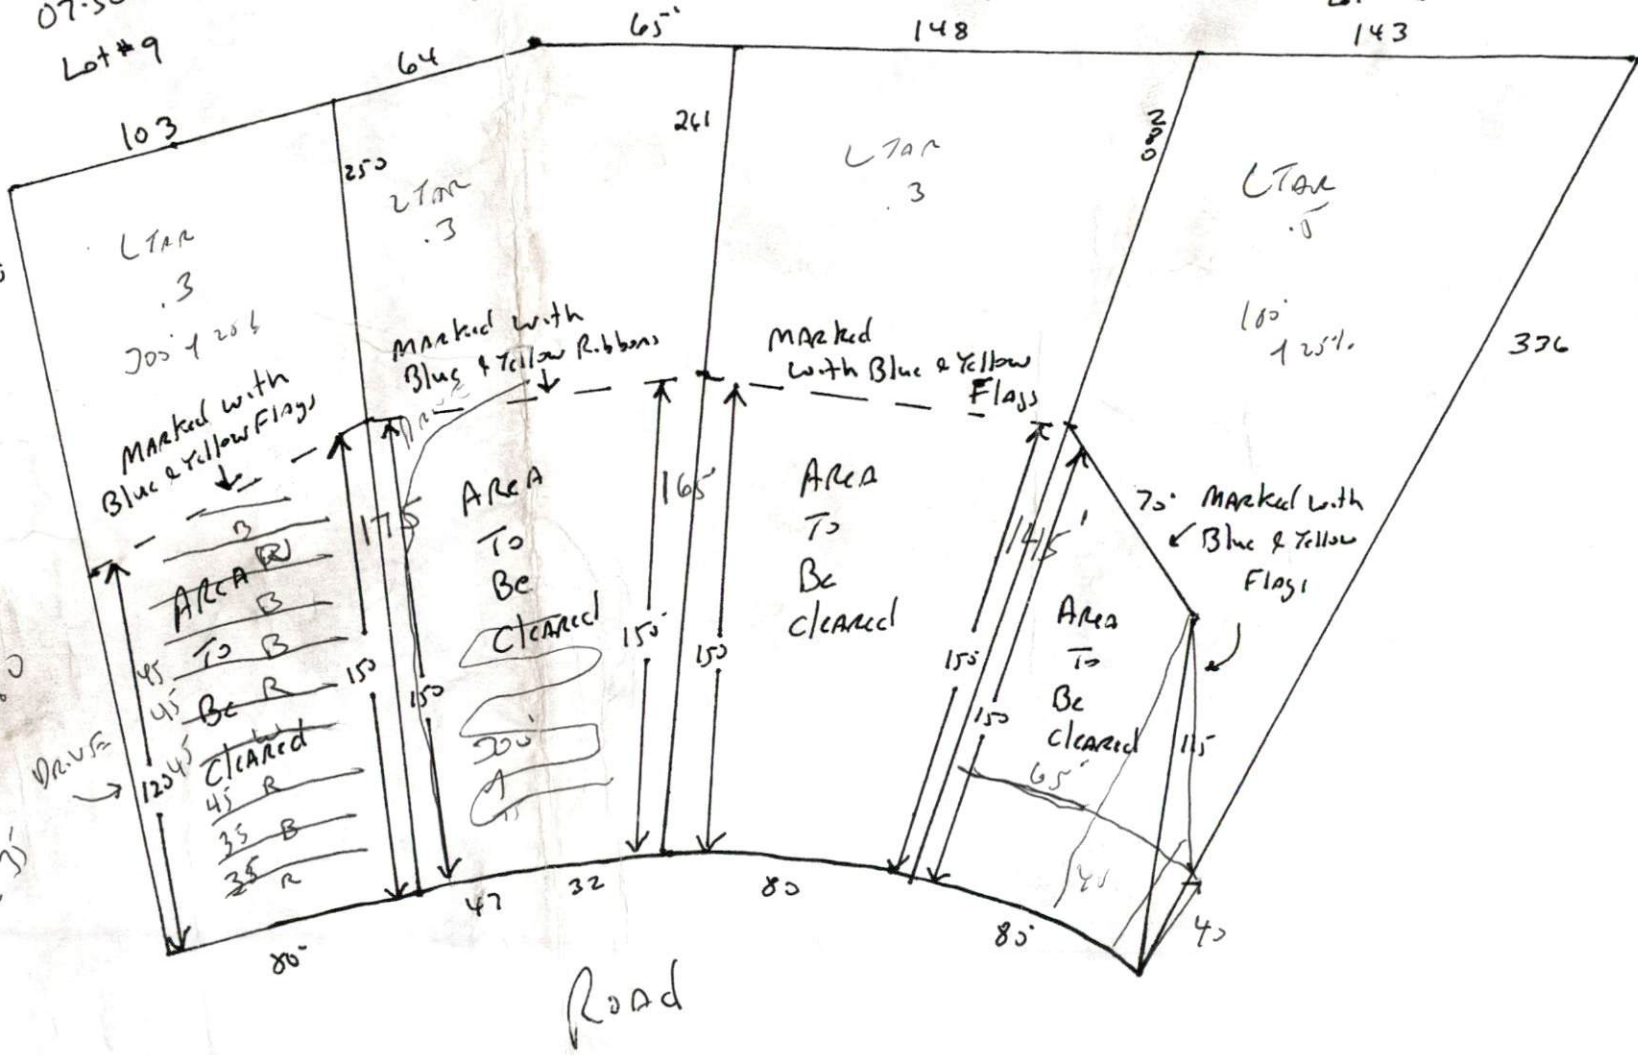 Lot #9
103
64
65'
148
143
250
261
280
336
LTAR
.3
LTAR
.3
LTAR
.3
LTAR
MARKed with
Blue & Yellow Flags
MARKed with
Blue & Yellow Ribbons
MARKed
with Blue & Yellow
Flags
70'
MARKed with
Blue & Yellow
Flags
DRIVE
B
R
AREA
B
To
B
Be
R
CleAREd
45
45
45
45
R
35
B
35
R
120
175
150
150
AREA
To
Be
CleAREd
165'
150'
150
AREA
To
Be
CleAREd
145'
150
150
AREA
To
Be
CleAREd
65'
115
DRIVE
80'
47
32
80
85'
40
40
ROAd